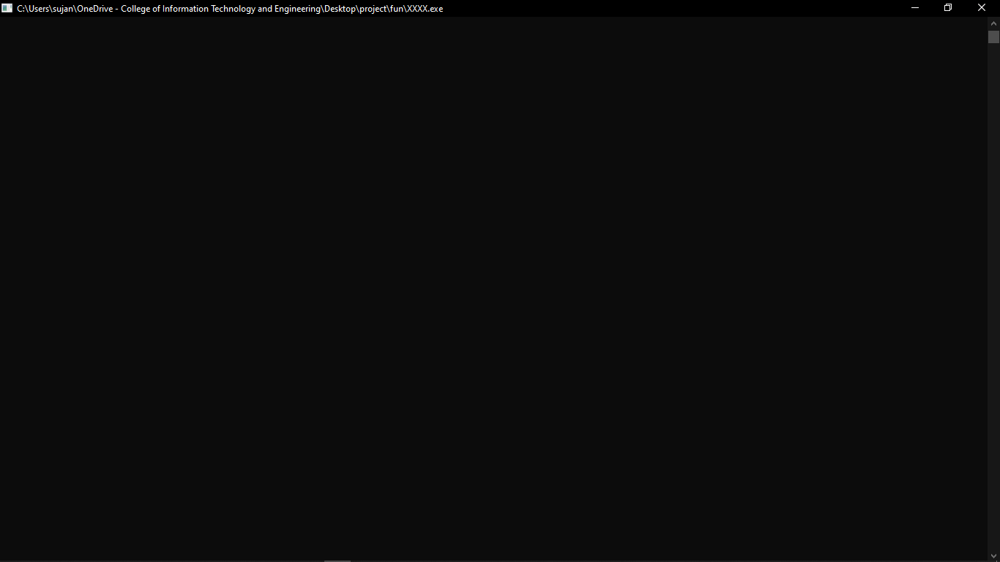 C:\Users\sujan\OneDrive - College of Information Technology and Engineering\Desktop\project\fun\XXXX.exe